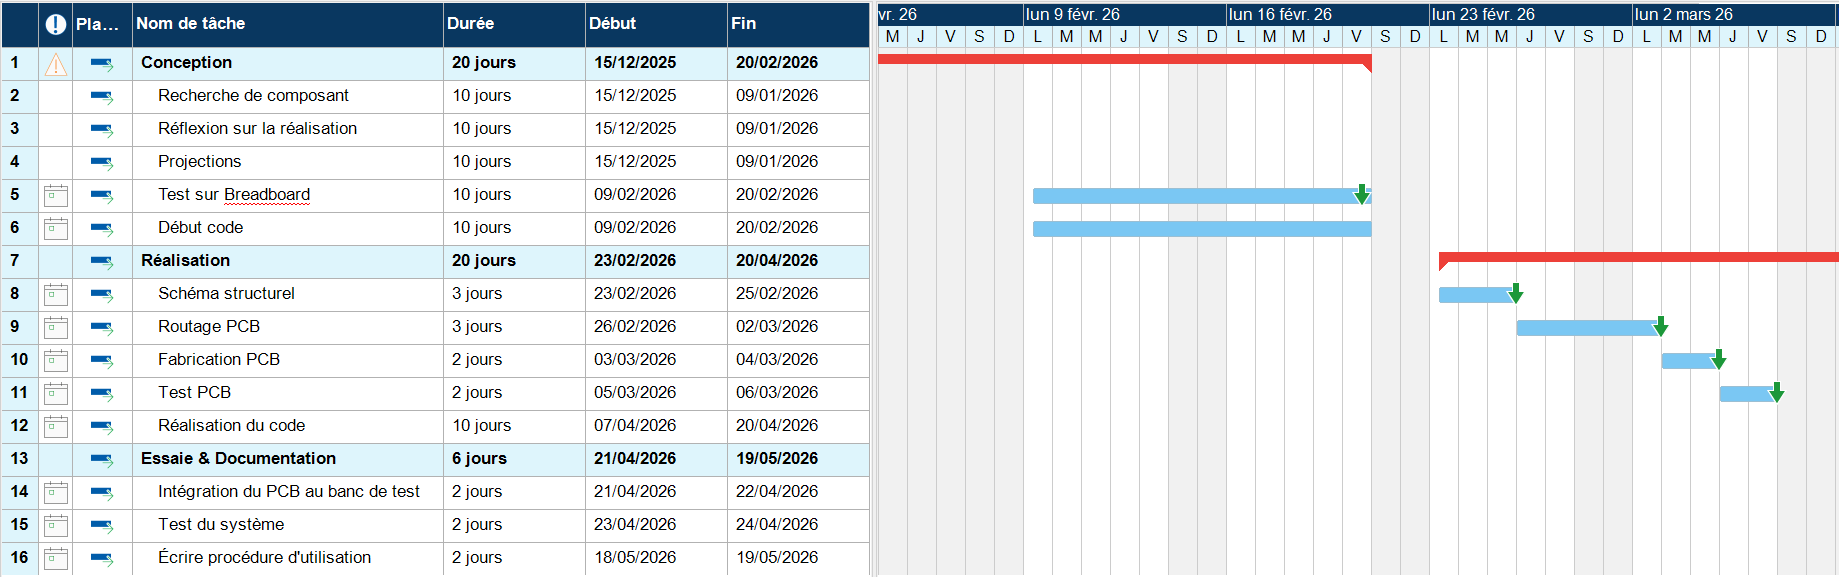 Pla... Nom de tâche Durée Début Fin
vr. 26 lun 9 févr. 26 lun 16 févr. 26 lun 23 févr. 26 lun 2 mars 26
M J V S D L M M J V S D L M M J V S D L M M J V S D L M M J V S D
1 Conception 20 jours 15/12/2025 20/02/2026
2 Recherche de composant 10 jours 15/12/2025 09/01/2026
3 Réflexion sur la réalisation 10 jours 15/12/2025 09/01/2026
4 Projections 10 jours 15/12/2025 09/01/2026
5 Test sur Breadboard 10 jours 09/02/2026 20/02/2026
6 Début code 10 jours 09/02/2026 20/02/2026
7 Réalisation 20 jours 23/02/2026 20/04/2026
8 Schéma structurel 3 jours 23/02/2026 25/02/2026
9 Routage PCB 3 jours 26/02/2026 02/03/2026
10 Fabrication PCB 2 jours 03/03/2026 04/03/2026
11 Test PCB 2 jours 05/03/2026 06/03/2026
12 Réalisation du code 10 jours 07/04/2026 20/04/2026
13 Essaie & Documentation 6 jours 21/04/2026 19/05/2026
14 Intégration du PCB au banc de test 2 jours 21/04/2026 22/04/2026
15 Test du système 2 jours 23/04/2026 24/04/2026
16 Écrire procédure d'utilisation 2 jours 18/05/2026 19/05/2026